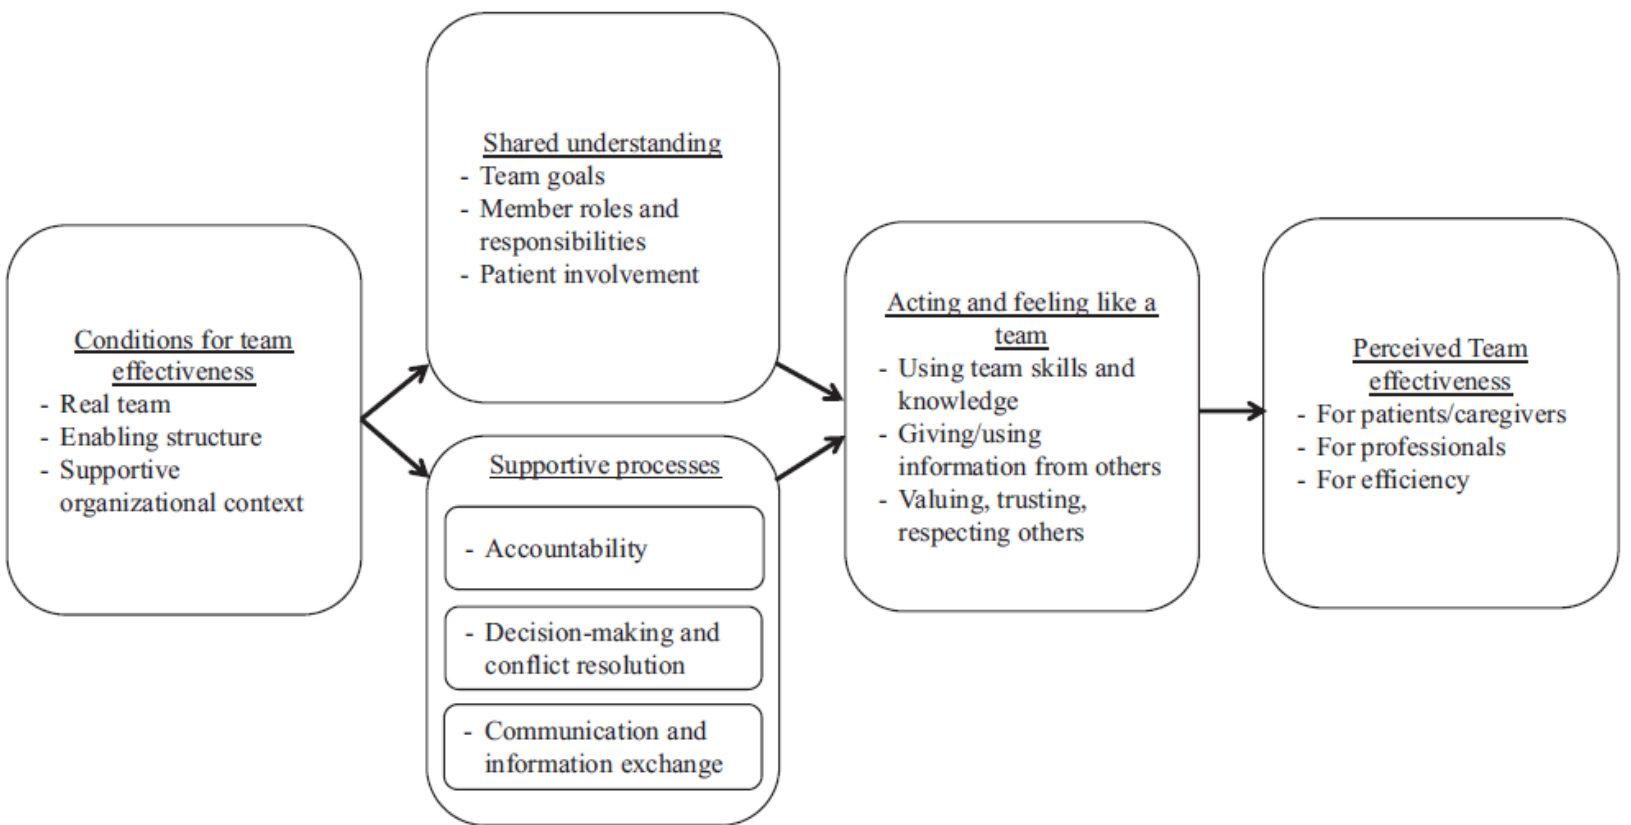 Conditions for team
effectiveness
- Real team
- Enabling structure
- Supportive
organizational context
Shared understanding
- Team goals
- Member roles and
responsibilities
- Patient involvement
Supportive processes
- Accountability
- Decision-making and
conflict resolution
- Communication and
information exchange
Acting and feeling like a
team
- Using team skills and
knowledge
- Giving/using
information from others
- Valuing, trusting,
respecting others
Perceived Team
effectiveness
- For patients/caregivers
- For professionals
- For efficiency